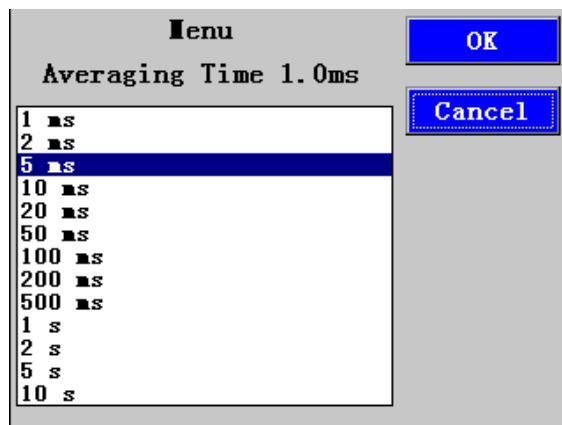 Menu
OK
Averaging Time 1.0ms
Cancel
1 ms
2 ms
5 ms
10 ms
20 ms
50 ms
100 ms
200 ms
500 ms
1 s
2 s
5 s
10 s